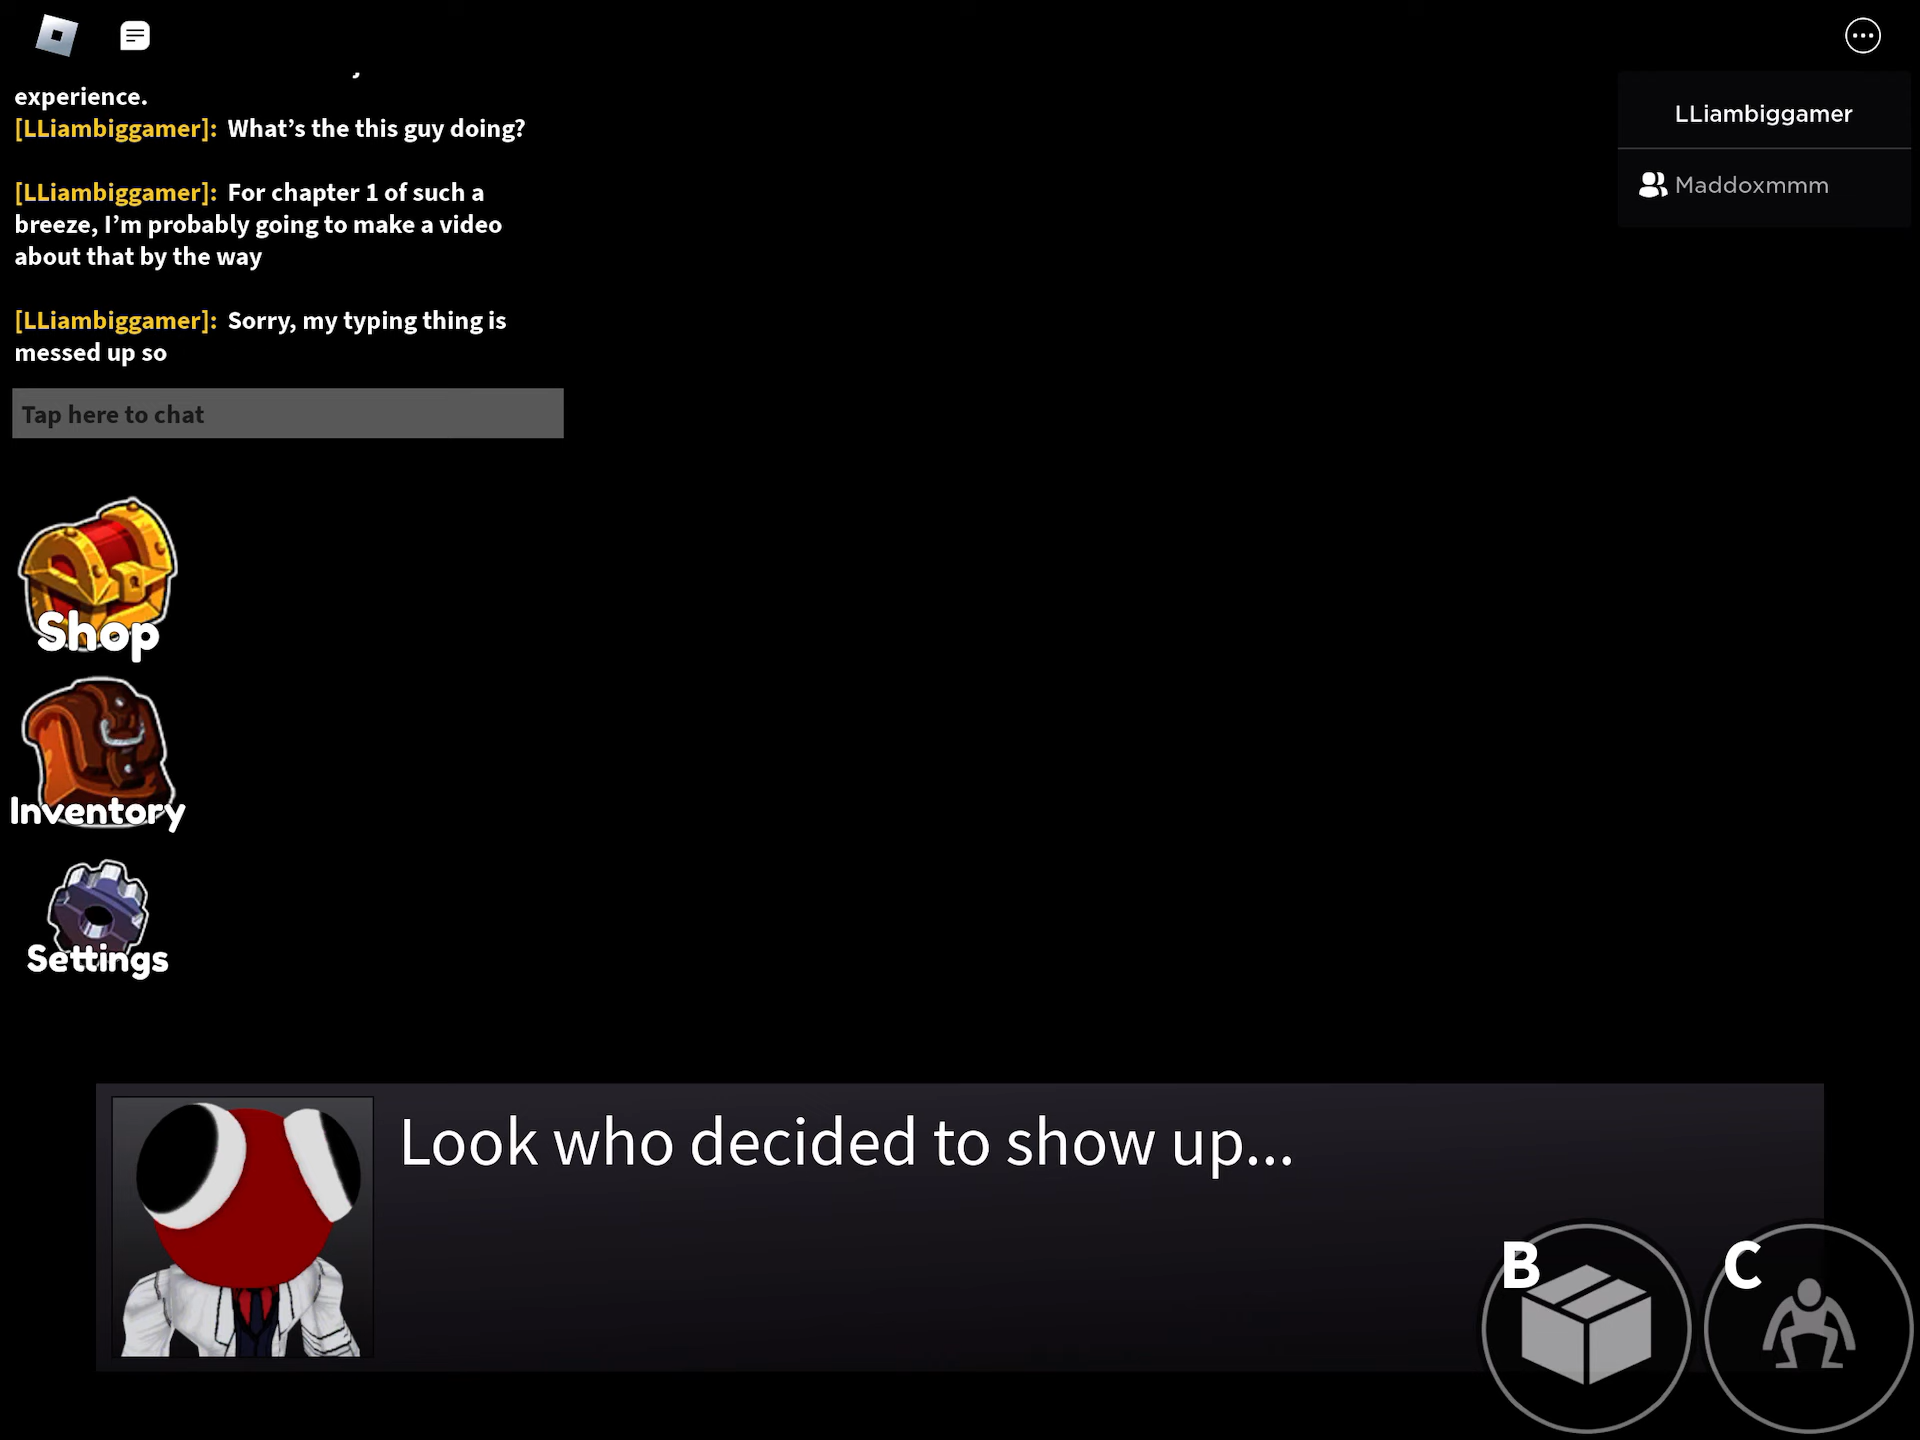 experience.
[LLiambiggamer]: What's the this guy doing?
[LLiambiggamer]: For chapter 1 of such a
breeze, I'm probably going to make a video
about that by the way
[LLiambiggamer]: Sorry, my typing thing is
messed up so
Tap here to chat
LLiambiggamer
Maddoxmmm
Shop
Inventory
Settings
Look who decided to show up...
B
C